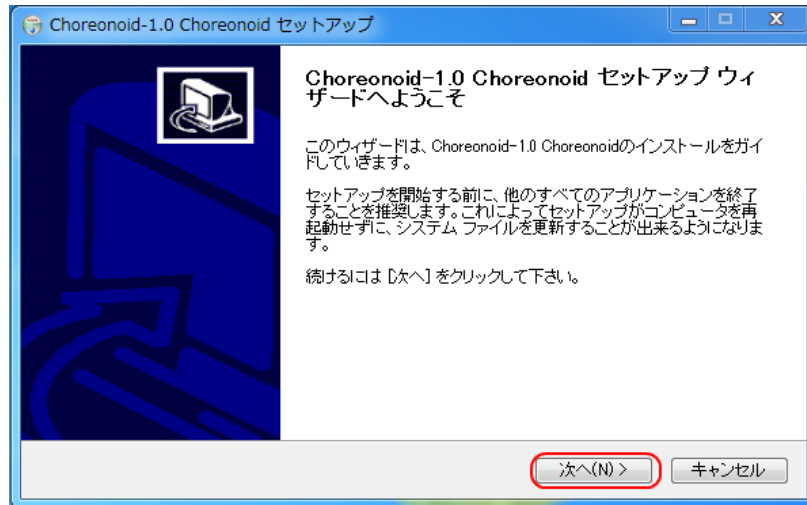 Choreonoid-1.0 Choreonoid セットアップ
Choreonoid-1.0 Choreonoid セットアップ ウィ
ザードへようこそ
このウィザードは、Choreonoid-1.0 Choreonoidのインストールをガイ
ドしていきます。
セットアップを開始する前に、他のすべてのアプリケーションを終了
することを推奨します。これによってセットアップがコンピュータを再
起動せずに、システム ファイルを更新することが出来るようになりま
す。
続けるには [次へ] をクリックして下さい。
次へ(N) >
キャンセル